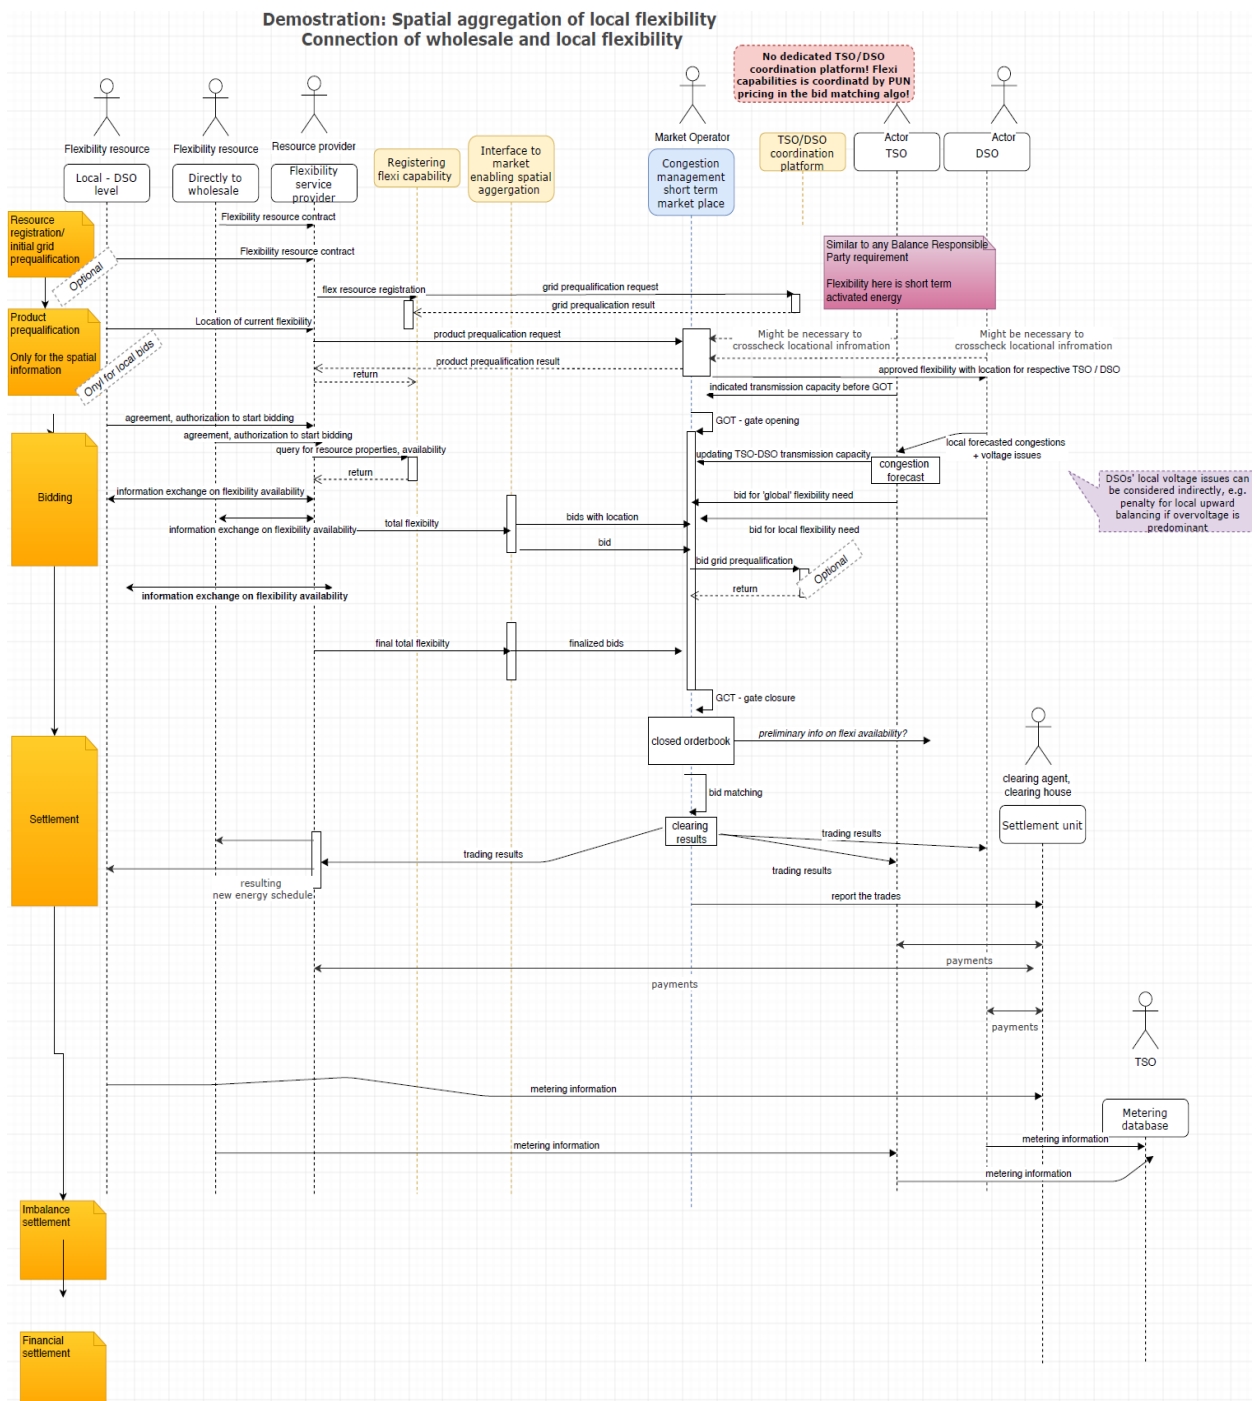 Demostration: Spatial aggregation of local flexibility
Connection of wholesale and local flexibility
No dedicated TSO/DSO
coordination platform! Flexi
capabilities is coordinatd by PUN
pricing in the bid matching algo!
Flexibility resource
Flexibility resource
Resource provider
Market Operator
Actor
Actor
Local - DSO
level
Directly to
wholesale
Flexibility
service
provider
Registering
flexi capability
Interface to
market
enabling spatial
aggergation
Congestion
management
short term
market place
TSO/DSO
coordination
platform
TSO
DSO
Resource
registration/
initial grid
prequalification
Optional
Flexibility resource contract
Flexibility resource contract
Similar to any Balance Responsible
Party requirement
Flexibility here is short term
activated energy
flex resource registration
grid prequalification request
grid prequalication result
Product
prequalification
Only for the spatial
information
Onyl for local bids
Location of current flexibility
product prequalication request
Might be necessary to
crosscheck locational infromation
Might be necessary to
crosscheck locational infromation
product prequalification result
return
approved flexibility with location for respective TSO / DSO
indicated transmission capacity before GOT
agreement, authorization to start bidding
GOT - gate opening
agreement, authorization to start bidding
query for resource properties, availability
local forecasted congestions
+ voltage issues
updating TSO-DSO transmission capacity
congestion
forecast
return
Bidding
DSOs' local voltage issues can
be considered indirectly, e.g.
penalty for local upward
balancing if overvoltage is
predominant
information exchange on flexibility availability
bid for 'global' flexibility need
information exchange on flexibility availability
total flexibilty
bids with location
bid for local flexibility need
bid
bid grid prequalification
Optional
return
information exchange on flexibility availability
final total flexibilty
finalized bids
GCT - gate closure
closed orderbook
preliminary info on flexi availability?
clearing agent,
clearing house
Settlement
bid matching
Settlement unit
clearing
results
trading results
trading results
trading results
resulting
new energy schedule
report the trades
payments
payments
payments
TSO
metering information
Metering
database
metering information
metering information
metering information
Imbalance
settlement
Financial
settlement